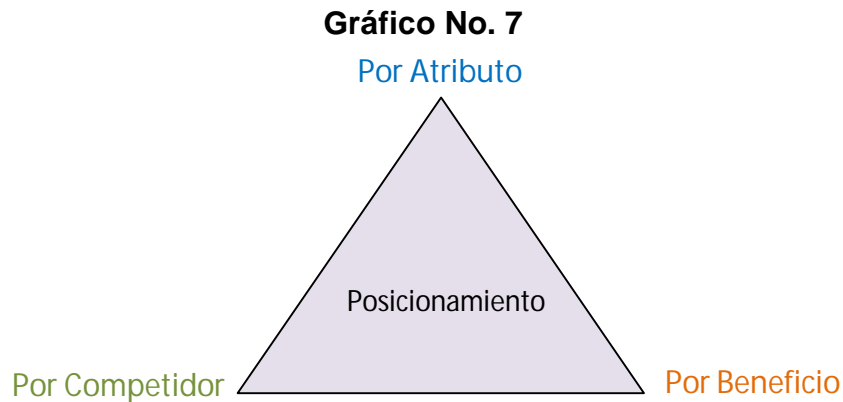 Gráfico No. 7
Por Atributo
Posicionamiento
Por Competidor
Por Beneficio